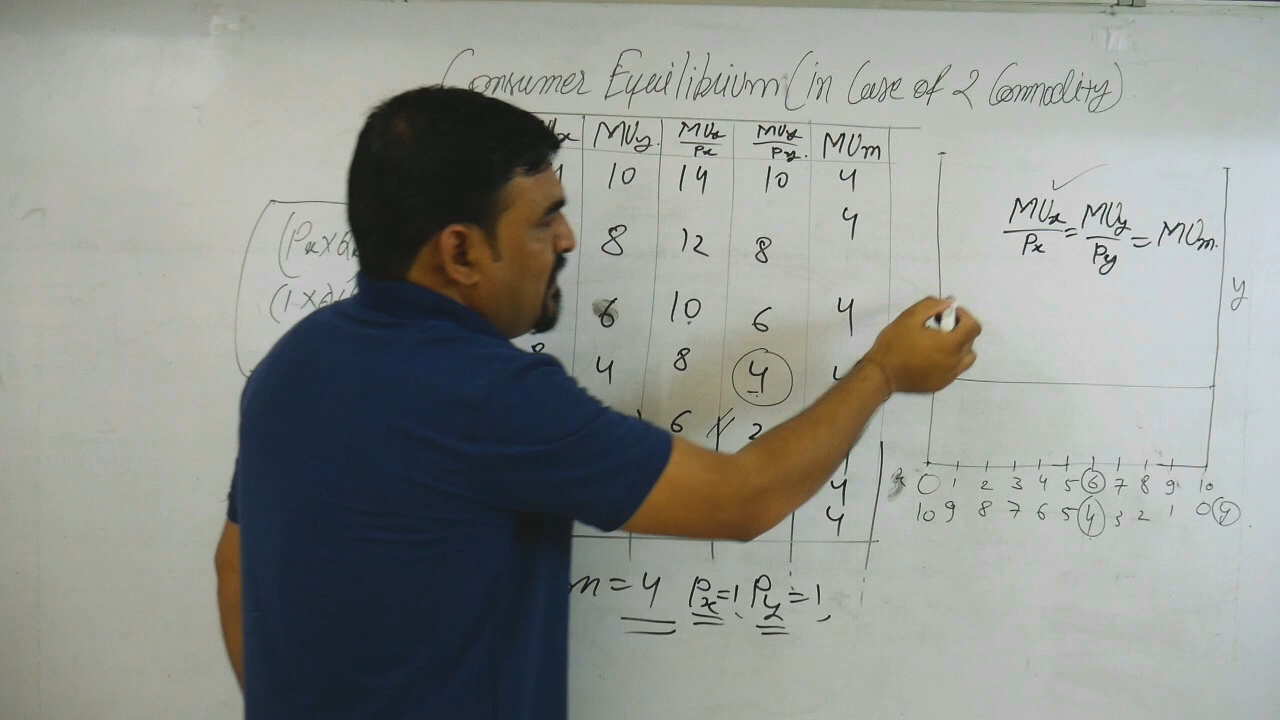 Consumer Equilibrium (in Case of 2 Commodity)
MUy MUx/Px MUy/Py MUm
10 14 10 4
8 12 8 4
6 10 6 4
8 4 8 4 4
6 2
4
4
m = 4 Px = 1, Py = 1,
(Px x
(1 x
MUx/Px = MUy/Py = MUm
y
x 0 1 2 3 4 5 6 7 8 9 10
10 9 8 7 6 5 4 3 2 1 0 y